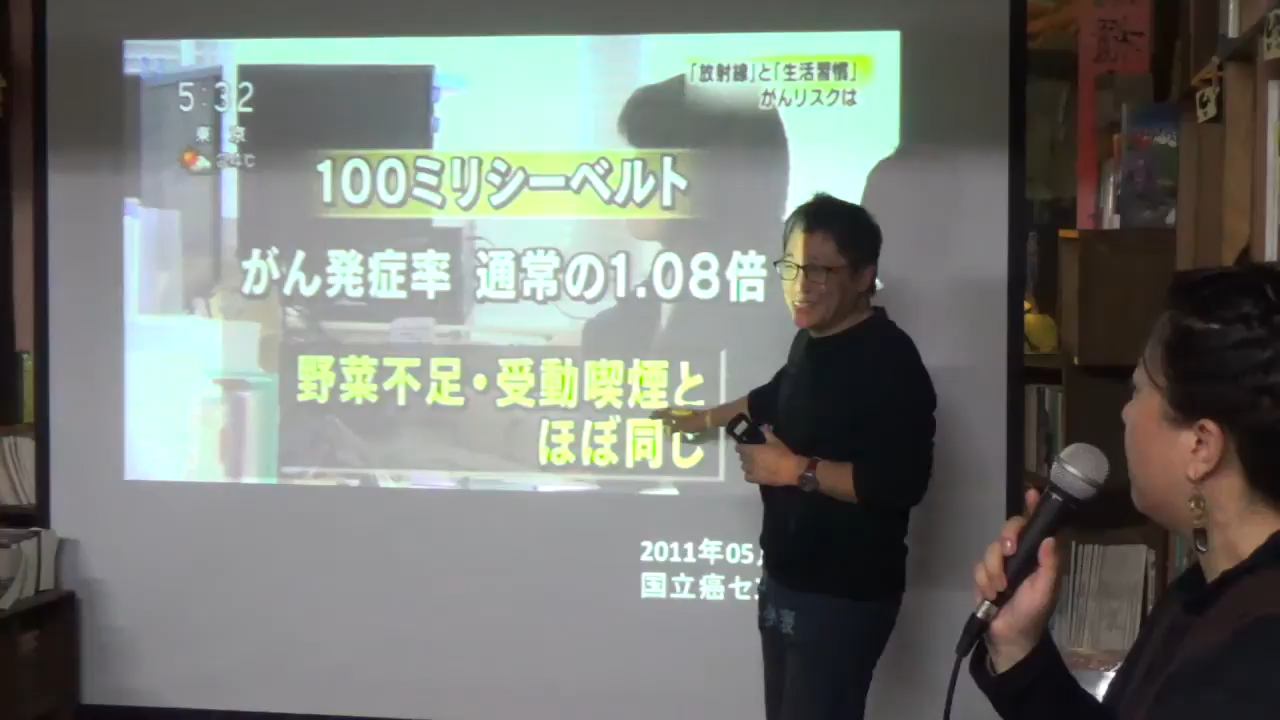 「放射線」と「生活習慣」
がんリスクは
5:32
東京
100ミリシーベルト
がん発症率 通常の1.08倍
野菜不足・受動喫煙と
ほぼ同じ
2011年05
国立癌セ